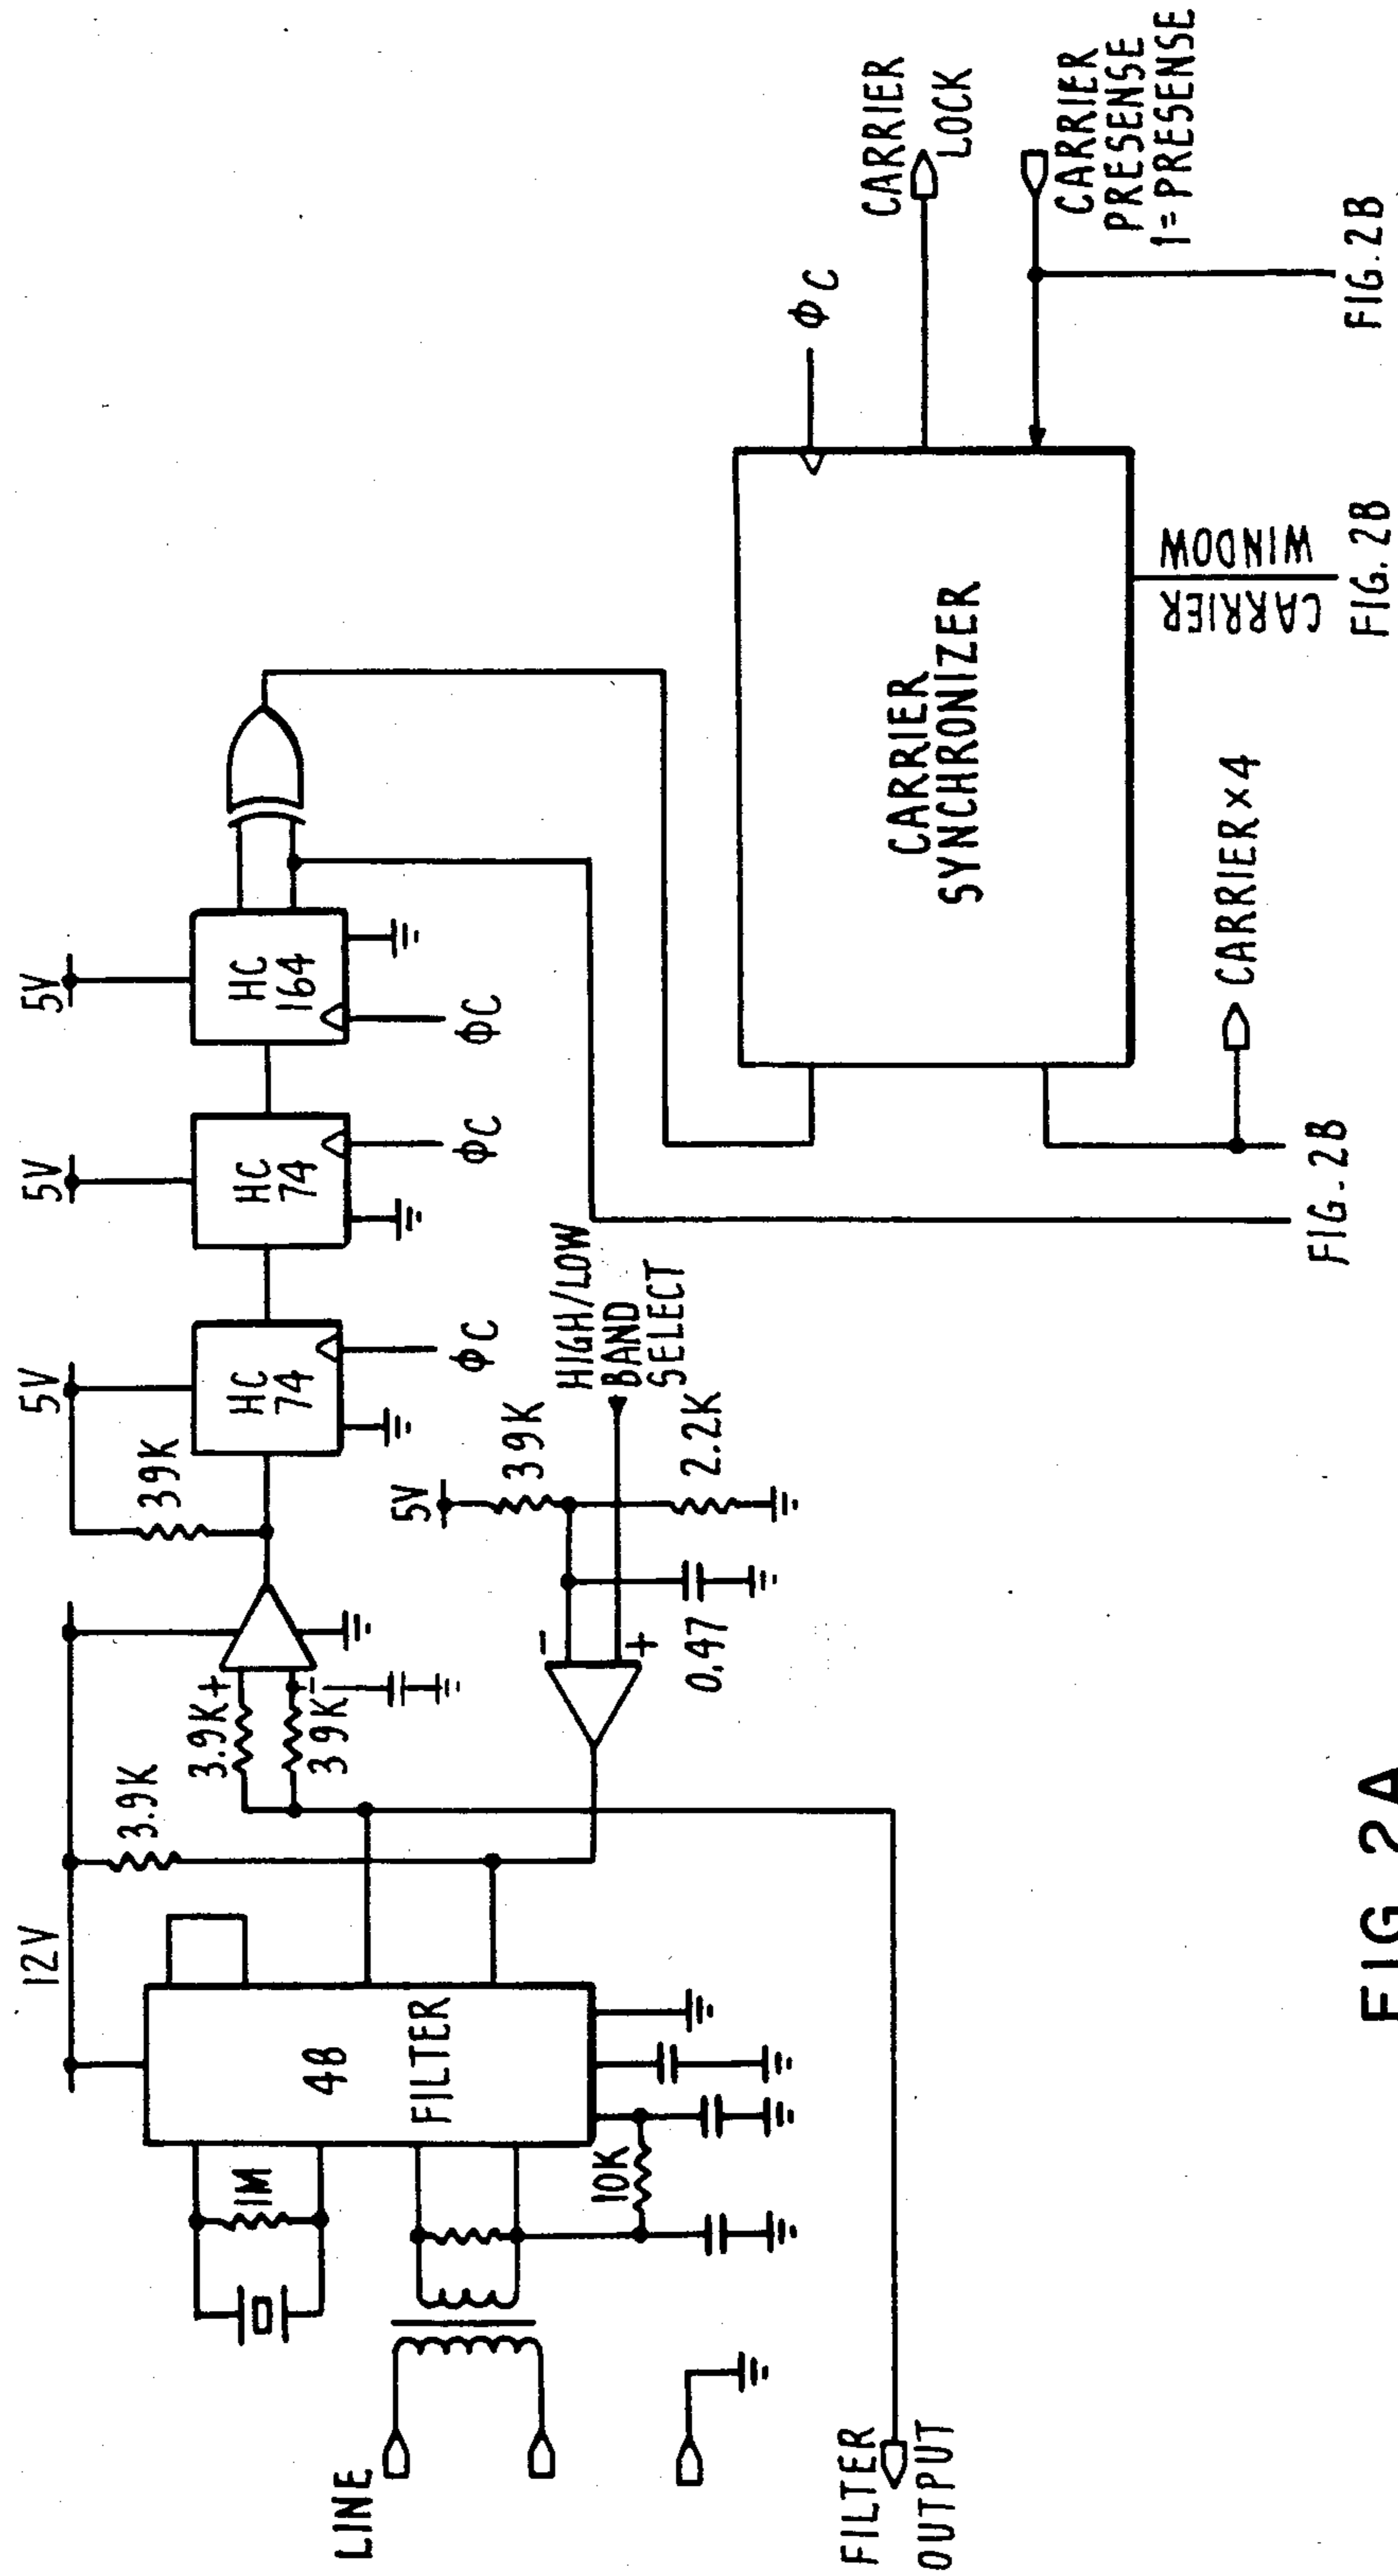 12V
3.9K
5V
5V
5V
39K
3.9K
+
-
39K
HC
74
HC
74
HC
164
ΦC
ΦC
ΦC
1M
48
FILTER
LINE
10K
5V
39K
-
+
0.47
2.2K
HIGH/LOW
BAND
SELECT
FILTER
OUTPUT
CARRIER
SYNCHRONIZER
ΦC
CARRIER
LOCK
CARRIER
PRESENSE
1=PRESENSE
CARRIER×4
CARRIER
WINDOW
FIG.2B
FIG.2B
FIG.2B
FIG 2A